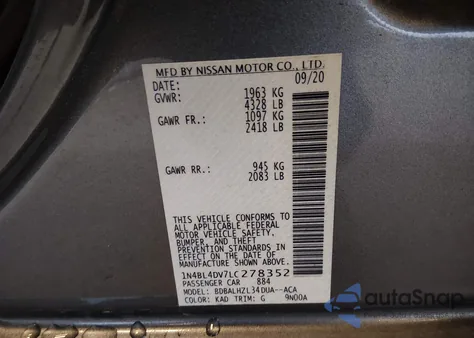 MFD BY NISSAN MOTOR CO., LTD.
DATE: 09/20
GVWR: 1963 KG
4328 LB
GAWR FR.: 1097 KG
2418 LB
GAWR RR.: 945 KG
2083 LB
THIS VEHICLE CONFORMS TO
ALL APPLICABLE FEDERAL
MOTOR VEHICLE SAFETY,
BUMPER, AND THEFT
PREVENTION STANDARDS IN
EFFECT ON THE DATE OF
MANUFACTURE SHOWN ABOVE.
1N4BL4DV7LC278352
PASSENGER CAR 884
MODEL: BDBALHZL34DUA--ACA
COLOR: KAD TRIM: G 9N00A
autoSnap